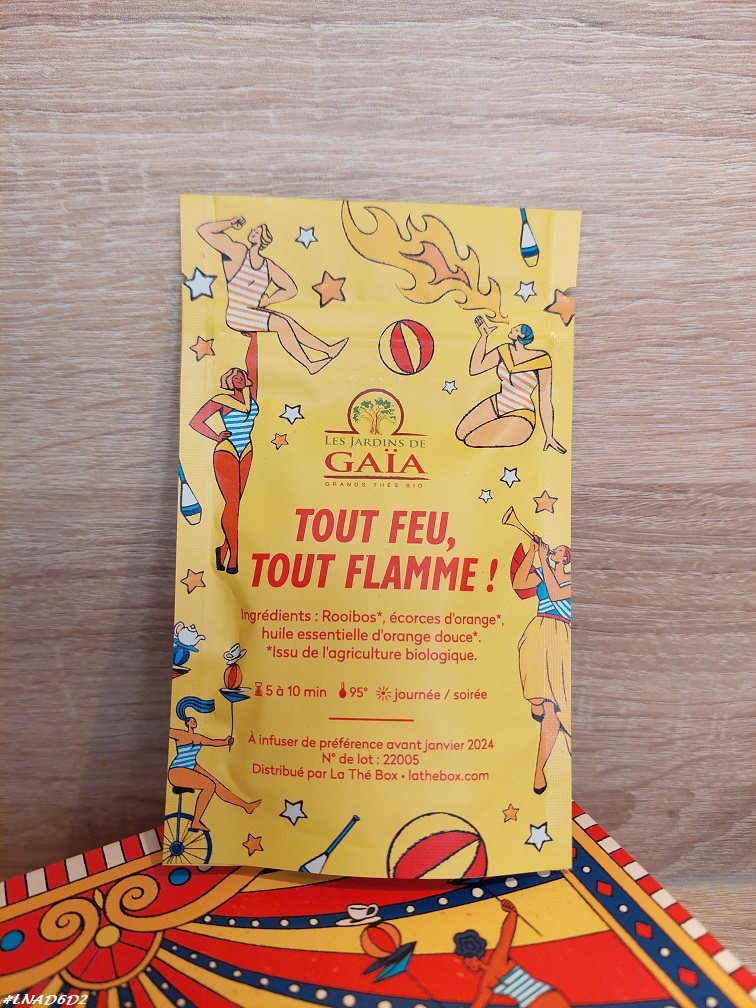 LES JARDINS DE
GAÏA
GRANDS THÉS BIO
TOUT FEU,
TOUT FLAMME !
Ingrédients : Rooibos*, écorces d'orange*,
huile essentielle d'orange douce*.
*Issu de l'agriculture biologique.
5 à 10 min 95° journée / soirée
À infuser de préférence avant janvier 2024
N° de lot : 22005
Distribué par La Thé Box • lathebox.com
#LNAD6D2